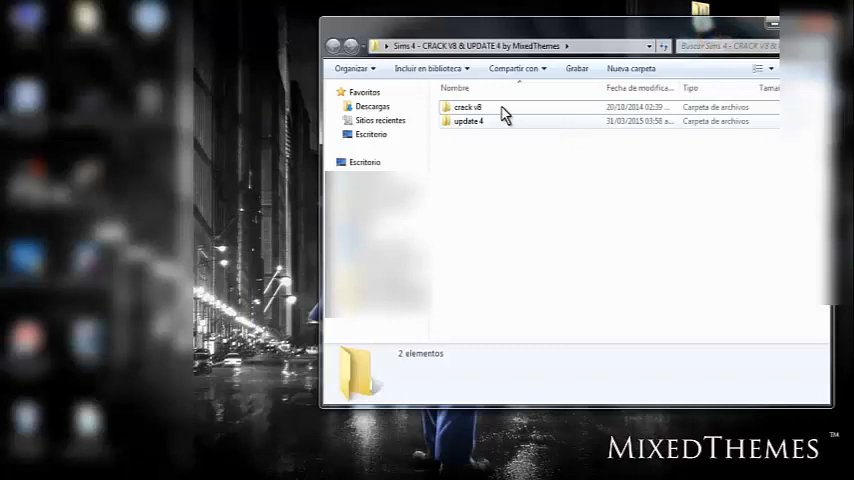 Sims 4 - CRACK V8 & UPDATE 4 by MixedThemes
Buscar Sims 4 - CRACK V8 &
Organizar
Incluir en biblioteca
Compartir con
Grabar
Nueva carpeta
Nombre
Fecha de modifica...
Tipo
Tama
Favoritos
Descargas
Sitios recientes
Escritorio
Escritorio
crack v8
20/10/2014 02:39 ...
Carpeta de archivos
update 4
31/03/2015 03:58 a...
Carpeta de archivos
2 elementos
MIXEDTHEMES ™